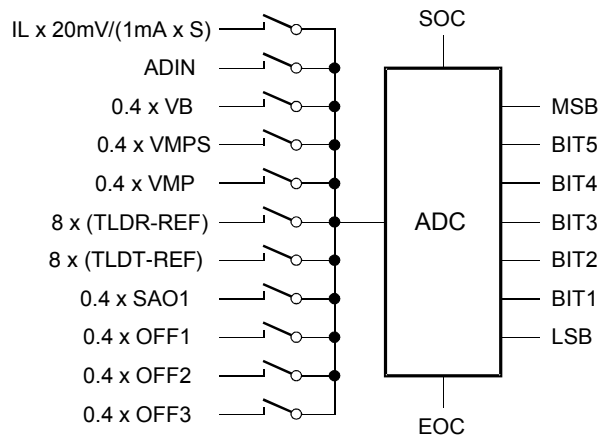 SOC
IL x 20mV/(1mA x S)
ADIN
0.4 x VB
0.4 x VMPS
0.4 x VMP
8 x (TLDR-REF)
8 x (TLDT-REF)
0.4 x SAO1
0.4 x OFF1
0.4 x OFF2
0.4 x OFF3
ADC
MSB
BIT5
BIT4
BIT3
BIT2
BIT1
LSB
EOC